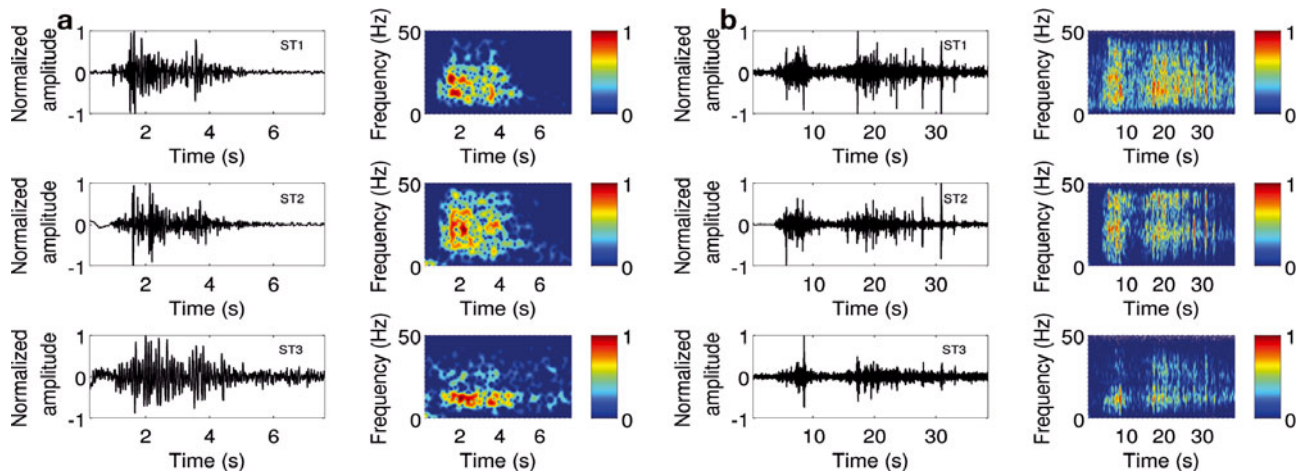 a
b
Normalized
amplitude
1
0
-1
ST1
2 4 6
Time (s)
Frequency (Hz)
50
0
2 4 6
Time (s)
1
0
Normalized
amplitude
1
0
-1
ST1
10 20 30
Time (s)
Frequency (Hz)
50
0
10 20 30
Time (s)
1
0
Normalized
amplitude
1
0
-1
ST2
2 4 6
Time (s)
Frequency (Hz)
50
0
2 4 6
Time (s)
1
0
Normalized
amplitude
1
0
-1
ST2
10 20 30
Time (s)
Frequency (Hz)
50
0
10 20 30
Time (s)
1
0
Normalized
amplitude
1
0
-1
ST3
2 4 6
Time (s)
Frequency (Hz)
50
0
2 4 6
Time (s)
1
0
Normalized
amplitude
1
0
-1
ST3
10 20 30
Time (s)
Frequency (Hz)
50
0
10 20 30
Time (s)
1
0